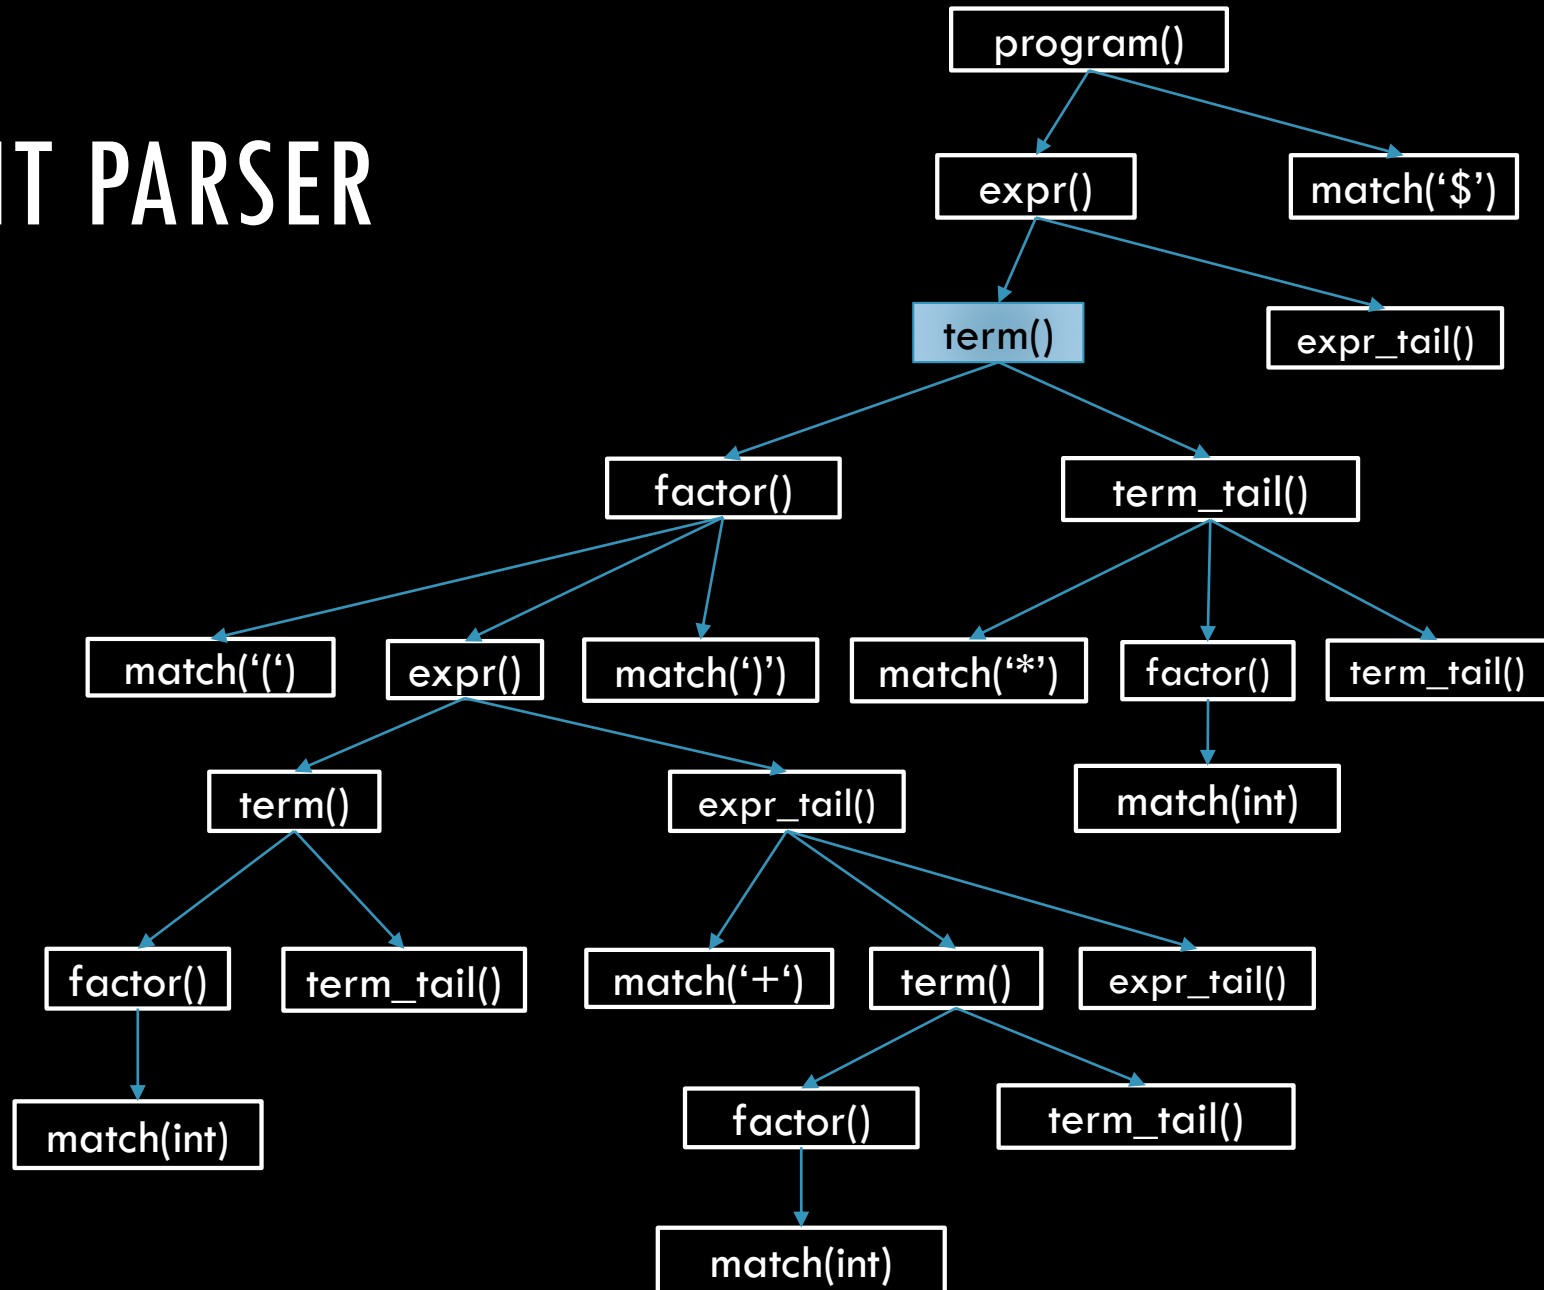 program()
IT PARSER
expr()
match(‘$’)
term()
expr_tail()
factor()
term_tail()
match(‘(‘)
expr()
match(‘)’)
match(‘*’)
factor()
term_tail()
term()
expr_tail()
match(int)
factor()
term_tail()
match(‘+‘)
term()
expr_tail()
match(int)
factor()
term_tail()
match(int)